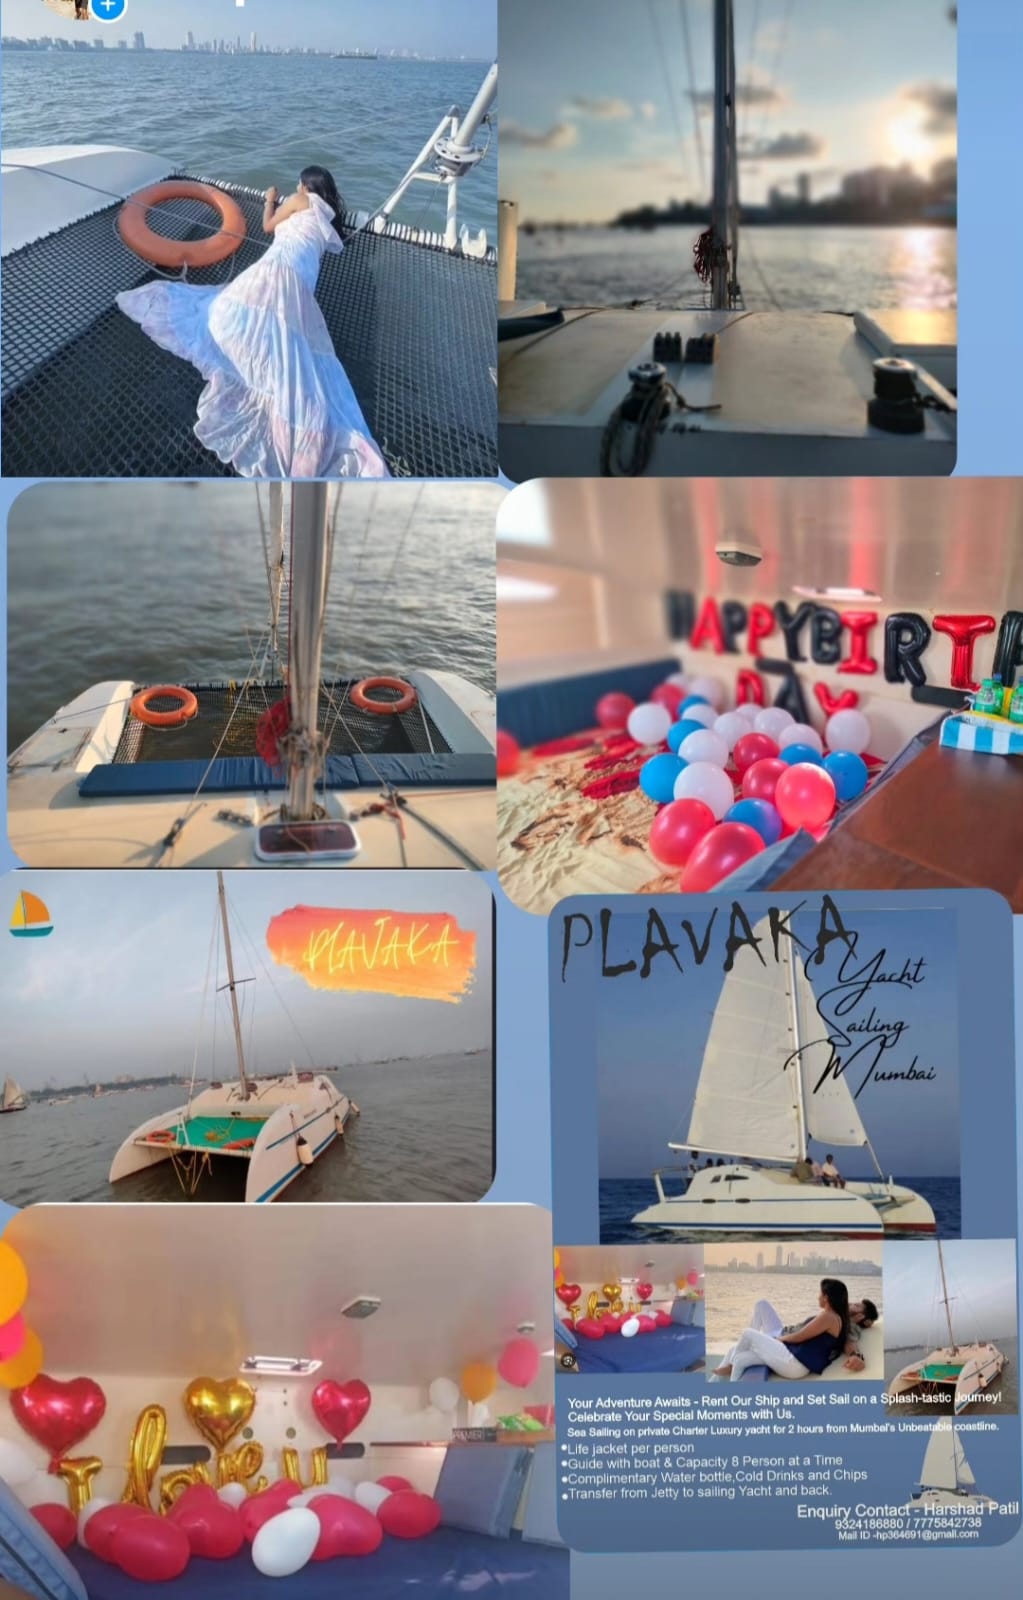 HAPPYBIRTH
DAY
PLAVAKA
PLAVAKA
Yacht
Sailing
Mumbai
I love u
PREMIER
I love u
Your Adventure Awaits - Rent Our Ship and Set Sail on a Splash-tastic Journey!
Celebrate Your Special Moments with Us.
Sea Sailing on private Charter Luxury yacht for 2 hours from Mumbai's Unbeatable coastline.
•Life jacket per person
•Guide with boat & Capacity 8 Person at a Time
•Complimentary Water bottle,Cold Drinks and Chips
•Transfer from Jetty to sailing Yacht and back.
Enquiry Contact - Harshad Patil
9324186880 / 7775842738
Mail ID -hp364691@gmail.com